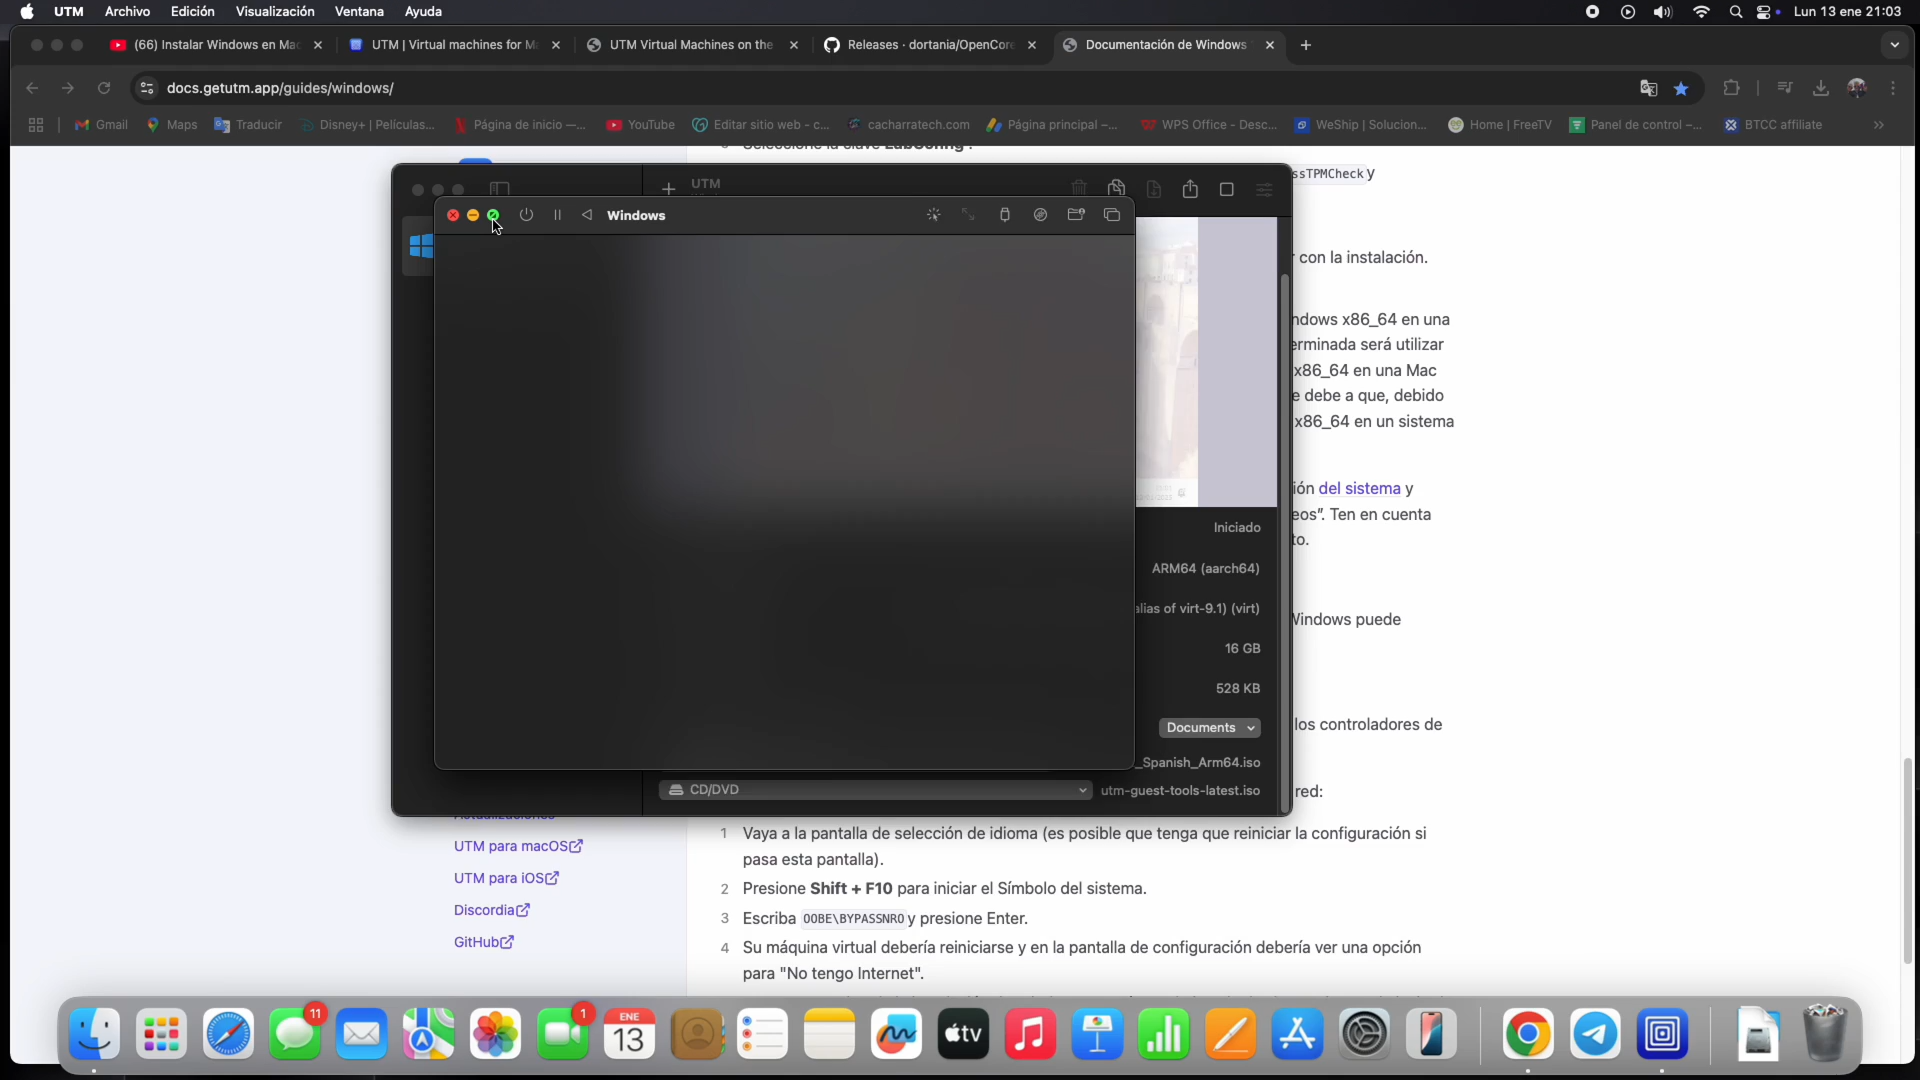 UTM Archivo Edición Visualización Ventana Ayuda
Lun 13 ene 21:03
(66) Instalar Windows en Mac
UTM | Virtual machines for M
UTM Virtual Machines on the
Releases · dortania/OpenCore
Documentación de Windows
docs.getutm.app/guides/windows/
Gmail
Maps
Traducir
Disney+ | Películas...
Página de inicio —...
YouTube
Editar sitio web - c...
cacharratech.com
Página principal –...
WPS Office - Desc...
WeShip | Solucion...
Home | FreeTV
Panel de control –...
BTCC affiliate
ssTPMCheck y
UTM
Windows
con la instalación.
ndows x86_64 en una
erminada será utilizar
x86_64 en una Mac
e debe a que, debido
x86_64 en un sistema
ión del sistema y
eos”. Ten en cuenta
to.
Iniciado
ARM64 (aarch64)
alias of virt-9.1) (virt)
Windows puede
16 GB
528 KB
Documents
los controladores de
_Spanish_Arm64.iso
CD/DVD
utm-guest-tools-latest.iso
red:
UTM para macOS
UTM para iOS
Discordia
GitHub
1 Vaya a la pantalla de selección de idioma (es posible que tenga que reiniciar la configuración si
pasa esta pantalla).
2 Presione Shift + F10 para iniciar el Símbolo del sistema.
3 Escriba OOBE\BYPASSNRO y presione Enter.
4 Su máquina virtual debería reiniciarse y en la pantalla de configuración debería ver una opción
para "No tengo Internet".
11
1
ENE
13
tv